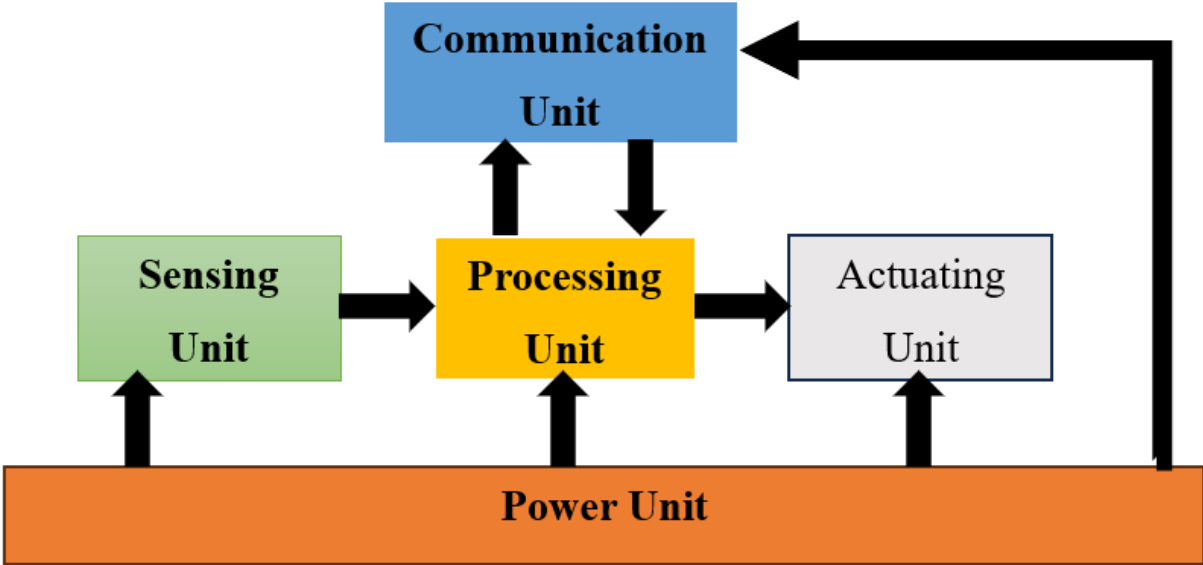 Communication
Unit
Sensing
Unit
Processing
Unit
Actuating
Unit
Power Unit